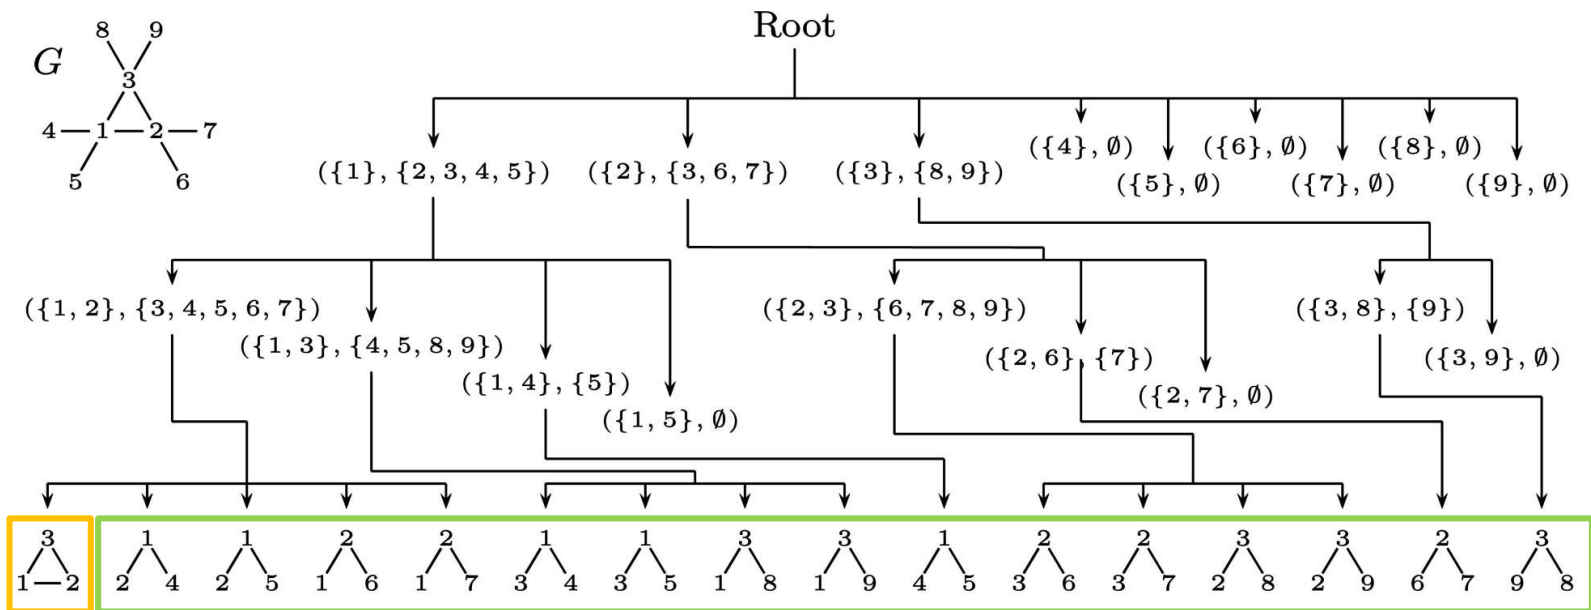 Root
G
8 9
3
4 1 2 7
5 6
({1}, {2, 3, 4, 5}) ({2}, {3, 6, 7}) ({3}, {8, 9}) ({4}, ∅) ({6}, ∅) ({8}, ∅)
({5}, ∅) ({7}, ∅) ({9}, ∅)
({1, 2}, {3, 4, 5, 6, 7}) ({2, 3}, {6, 7, 8, 9}) ({3, 8}, {9})
({1, 3}, {4, 5, 8, 9}) ({2, 6}, {7}) ({3, 9}, ∅)
({1, 4}, {5}) ({2, 7}, ∅)
({1, 5}, ∅)
3 1 1 2 2 1 1 3 3 1 2 2 3 3 2 3
1 2 2 4 2 5 1 6 1 7 3 4 3 5 1 8 1 9 4 5 3 6 3 7 2 8 2 9 6 7 9 8